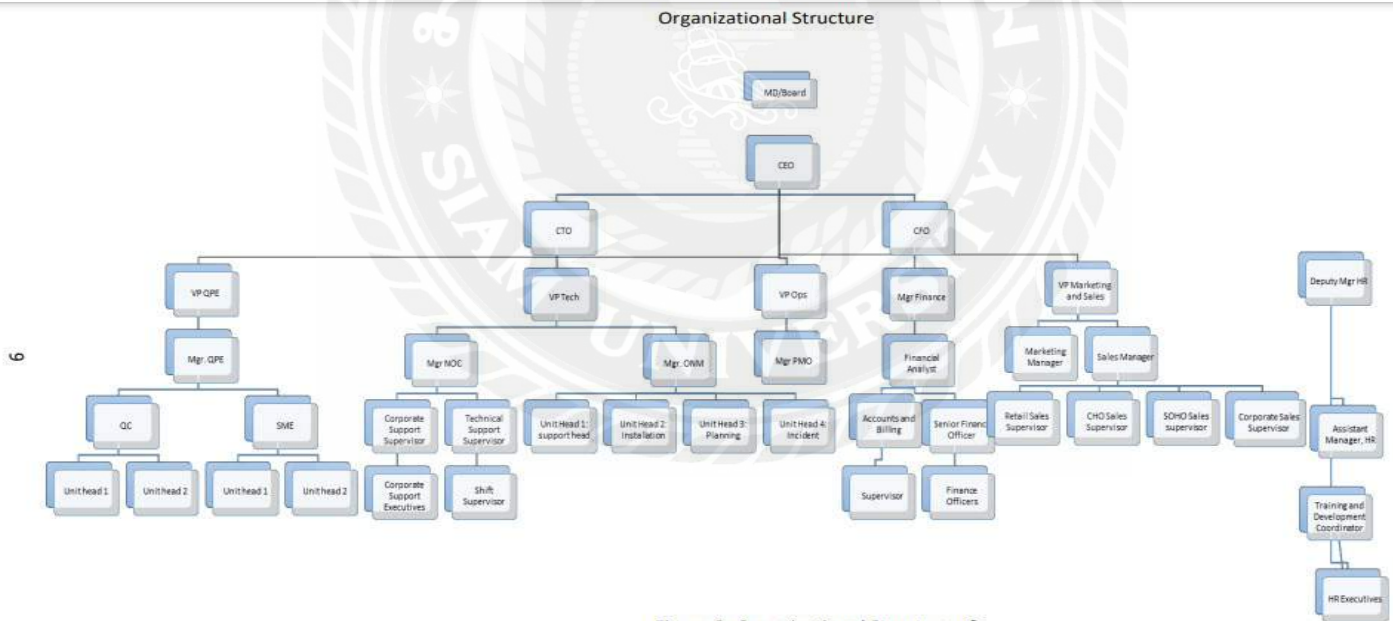 Organizational Structure
MD/Board
CEO
CTO
CFO
VP QPE
VP Tech
VP Ops
Mgr Finance
VP Marketing
and Sales
Deputy Mgr HR
Mgr. QPE
Mgr NOC
Mgr. ONM
Mgr PMO
Financial
Analyst
Marketing
Manager
Sales Manager
QC
SME
Corporate
Support
Supervisor
Technical
Support
Supervisor
Unit Head 1:
support head
Unit Head 2:
Installation
Unit Head 3:
Planning
Unit Head 4:
Incident
Accounts and
Billing
Senior Financ
Officer
Retail Sales
Supervisor
CHO Sales
Supervisor
SOHO Sales
supervisor
Corporate Sales
Supervisor
Assistant
Manager, HR
Unit head 1
Unit head 2
Unit head 1
Unit head 2
Corporate
Support
Executives
Shift
Supervisor
Supervisor
Finance
Officers
Training and
Development
Coordinator
HR Executives
6
SIAM UNIVERSITY